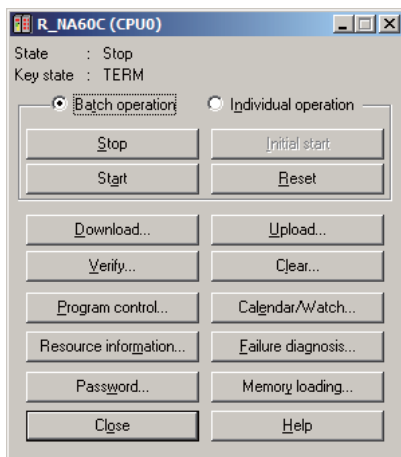 R_NA60C (CPU0)
State : Stop
Key state : TERM
Batch operation Individual operation
Stop Initial start
Start Reset
Download... Upload...
Verify... Clear...
Program control... Calendar/Watch...
Resource information... Failure diagnosis...
Password... Memory loading...
Close Help